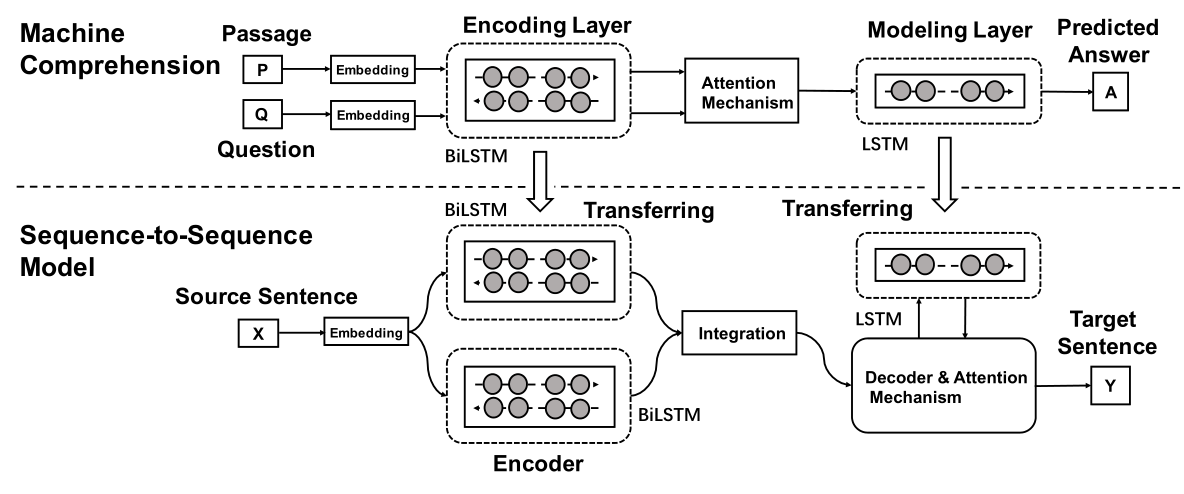 Machine
Comprehension
Passage
P
Embedding
Q
Embedding
Question
Encoding Layer
BiLSTM
Attention
Mechanism
Modeling Layer
LSTM
Predicted
Answer
A
Transferring
Transferring
Sequence-to-Sequence
Model
Source Sentence
X
Embedding
BiLSTM
BiLSTM
Encoder
Integration
LSTM
Decoder & Attention
Mechanism
Target
Sentence
Y